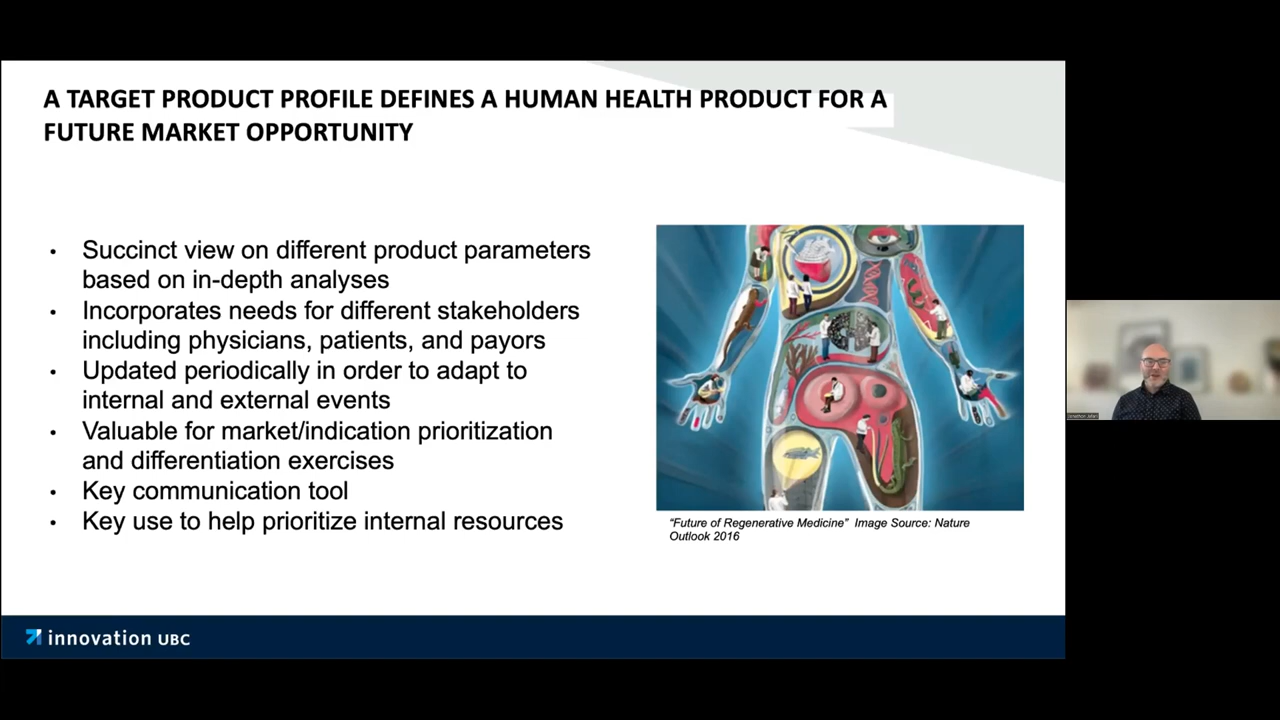 A TARGET PRODUCT PROFILE DEFINES A HUMAN HEALTH PRODUCT FOR A
FUTURE MARKET OPPORTUNITY
• Succinct view on different product parameters
based on in-depth analyses
• Incorporates needs for different stakeholders
including physicians, patients, and payors
• Updated periodically in order to adapt to
internal and external events
• Valuable for market/indication prioritization
and differentiation exercises
• Key communication tool
• Key use to help prioritize internal resources
“Future of Regenerative Medicine” Image Source: Nature
Outlook 2016
innovation UBC